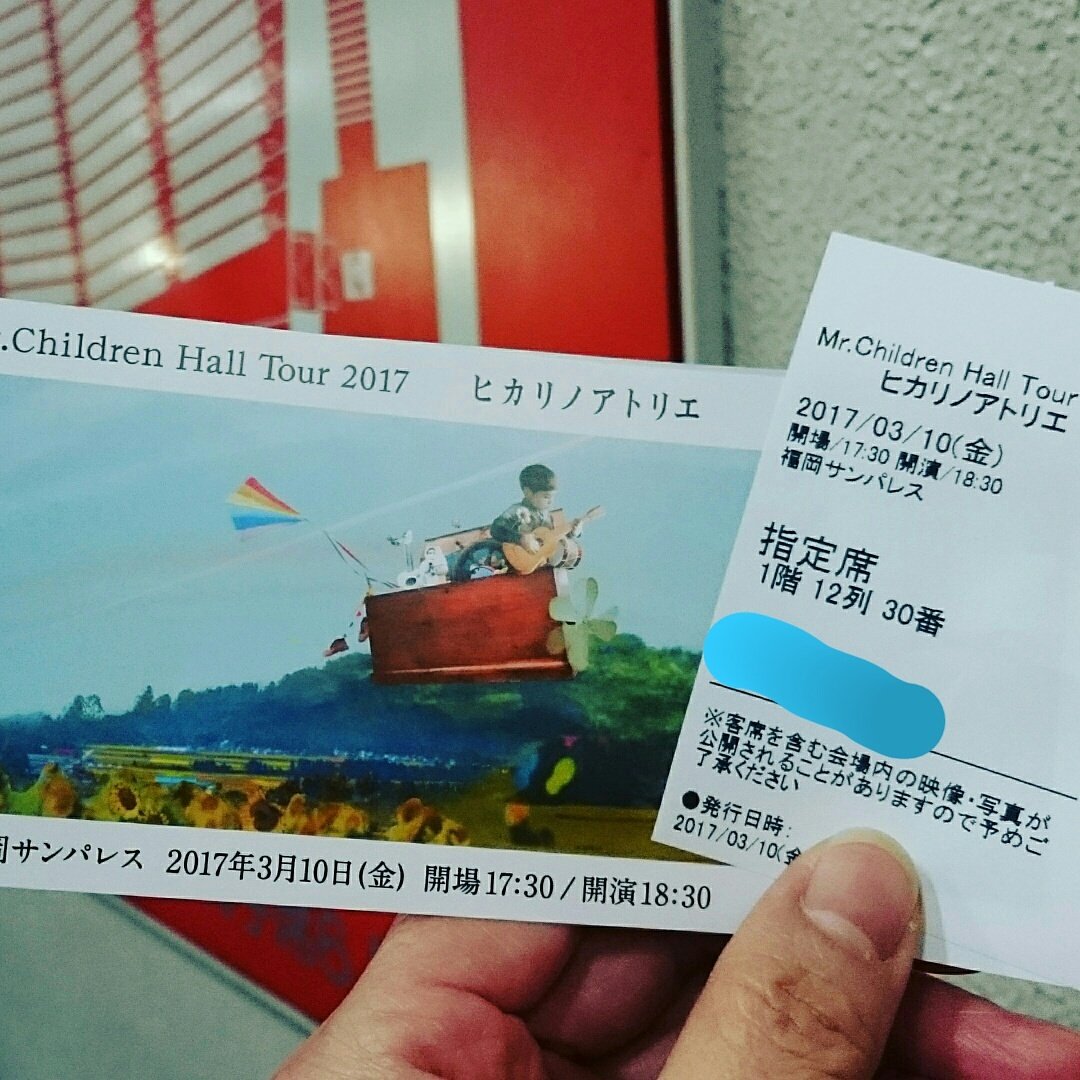 .Children Hall Tour 2017 ヒカリノアトリエ
サンパレス 2017年3月10日(金) 開場17:30/開演18:30
Mr.Children Hall Tour
ヒカリノアトリエ
2017/03/10(金)
開場/17:30 開演/18:30
福岡サンパレス
指定席
1階 12列 30番
※客席を含む会場内の映像・写真が
公開されることがありますので予めご
了承ください
●発行日時:
2017/03/10(金